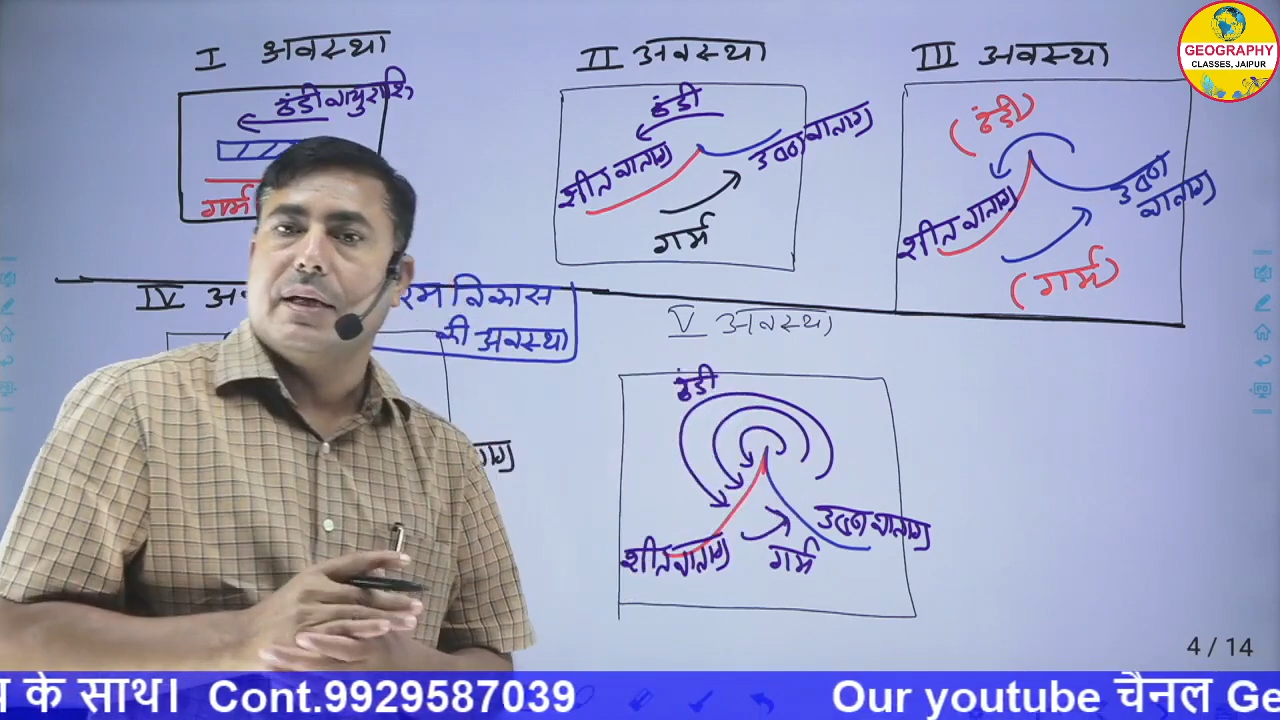 I अवस्था
ठंडी वायुराशि
गर्म
II अवस्था
ठंडी
शीत वाताग्र
उष्ण वाताग्र
गर्म
III अवस्था
(ठंडी)
शीत वाताग्र
उष्ण
वाताग्र
(गर्म)
GEOGRAPHY
CLASSES, JAIPUR
IV
विकास
की अवस्था
V अवस्था
ठंडी
शीत वाताग्र
गर्म
उष्ण वाताग्र
4 / 14
के साथ। Cont.9929587039
Our youtube चैनल Ge